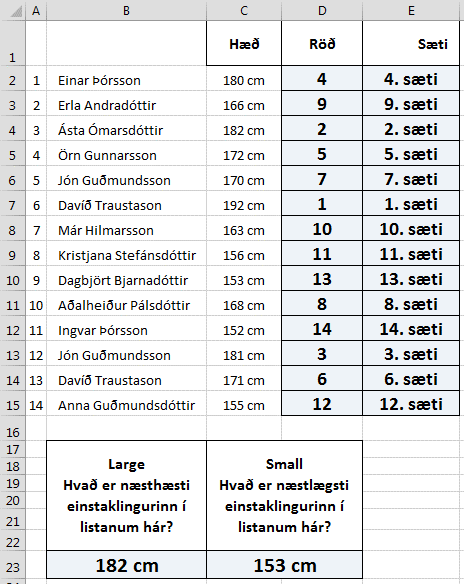 A B C D E
1 Hæð Röð Sæti
2 1 Einar Þórsson 180 cm 4 4. sæti
3 2 Erla Andradóttir 166 cm 9 9. sæti
4 3 Ásta Ómarsdóttir 182 cm 2 2. sæti
5 4 Örn Gunnarsson 172 cm 5 5. sæti
6 5 Jón Guðmundsson 170 cm 7 7. sæti
7 6 Davíð Traustason 192 cm 1 1. sæti
8 7 Már Hilmarsson 163 cm 10 10. sæti
9 8 Kristjana Stefánsdóttir 156 cm 11 11. sæti
10 9 Dagbjört Bjarnadóttir 153 cm 13 13. sæti
11 10 Aðalheiður Pálsdóttir 168 cm 8 8. sæti
12 11 Ingvar Þórsson 152 cm 14 14. sæti
13 12 Jón Guðmundsson 181 cm 3 3. sæti
14 13 Davíð Traustason 171 cm 6 6. sæti
15 14 Anna Guðmundsdóttir 155 cm 12 12. sæti
16
17
18 Large Small
19 Hvað er næsthæsti Hvað er næstlægsti
20 einstaklingurinn í einstaklingurinn í
21 listanum hár? listanum hár?
22
23 182 cm 153 cm